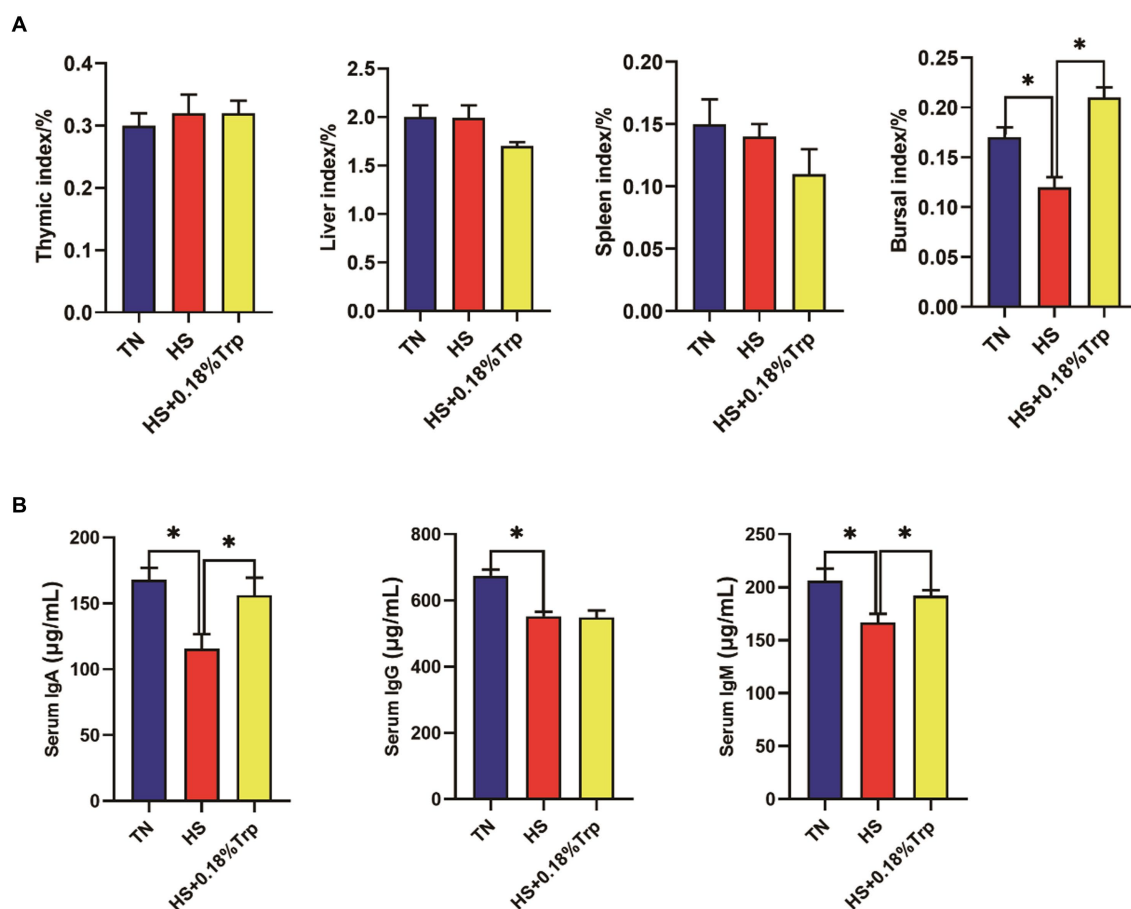 A
Thymic index/%
0.4
0.3
0.2
0.1
0.0
TN
HS
HS+0.18%Trp
Liver index/%
2.5
2.0
1.5
1.0
0.5
0.0
TN
HS
HS+0.18%Trp
Spleen index/%
0.20
0.15
0.10
0.05
0.00
TN
HS
HS+0.18%Trp
Bursal index/%
0.25
0.20
0.15
0.10
0.05
0.00
*
*
TN
HS
HS+0.18%Trp
B
Serum IgA (µg/mL)
200
150
100
50
0
*
*
TN
HS
HS+0.18%Trp
Serum IgG (µg/mL)
800
600
400
200
0
*
TN
HS
HS+0.18%Trp
Serum IgM (µg/mL)
250
200
150
100
50
0
*
*
TN
HS
HS+0.18%Trp